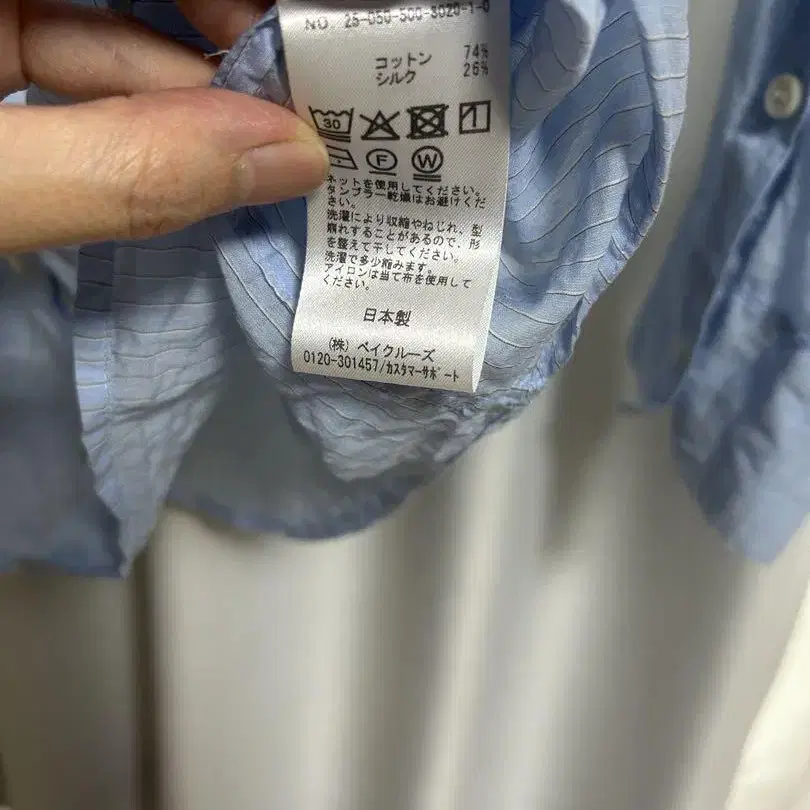 NO. 25-050-500-3020-1-0
コットン 74%
シルク 26%
30
F W
ネットを使用してください。
タンブラー乾燥はお避けくだ
さい。
洗濯により収縮やねじれ、型
崩れすることがあるので、形
を整えて干してください。
洗濯で多少縮みます。
アイロンは当て布を使用して
ください。
日本製
(株) ベイクルーズ
0120-301457/カスタマーサポート